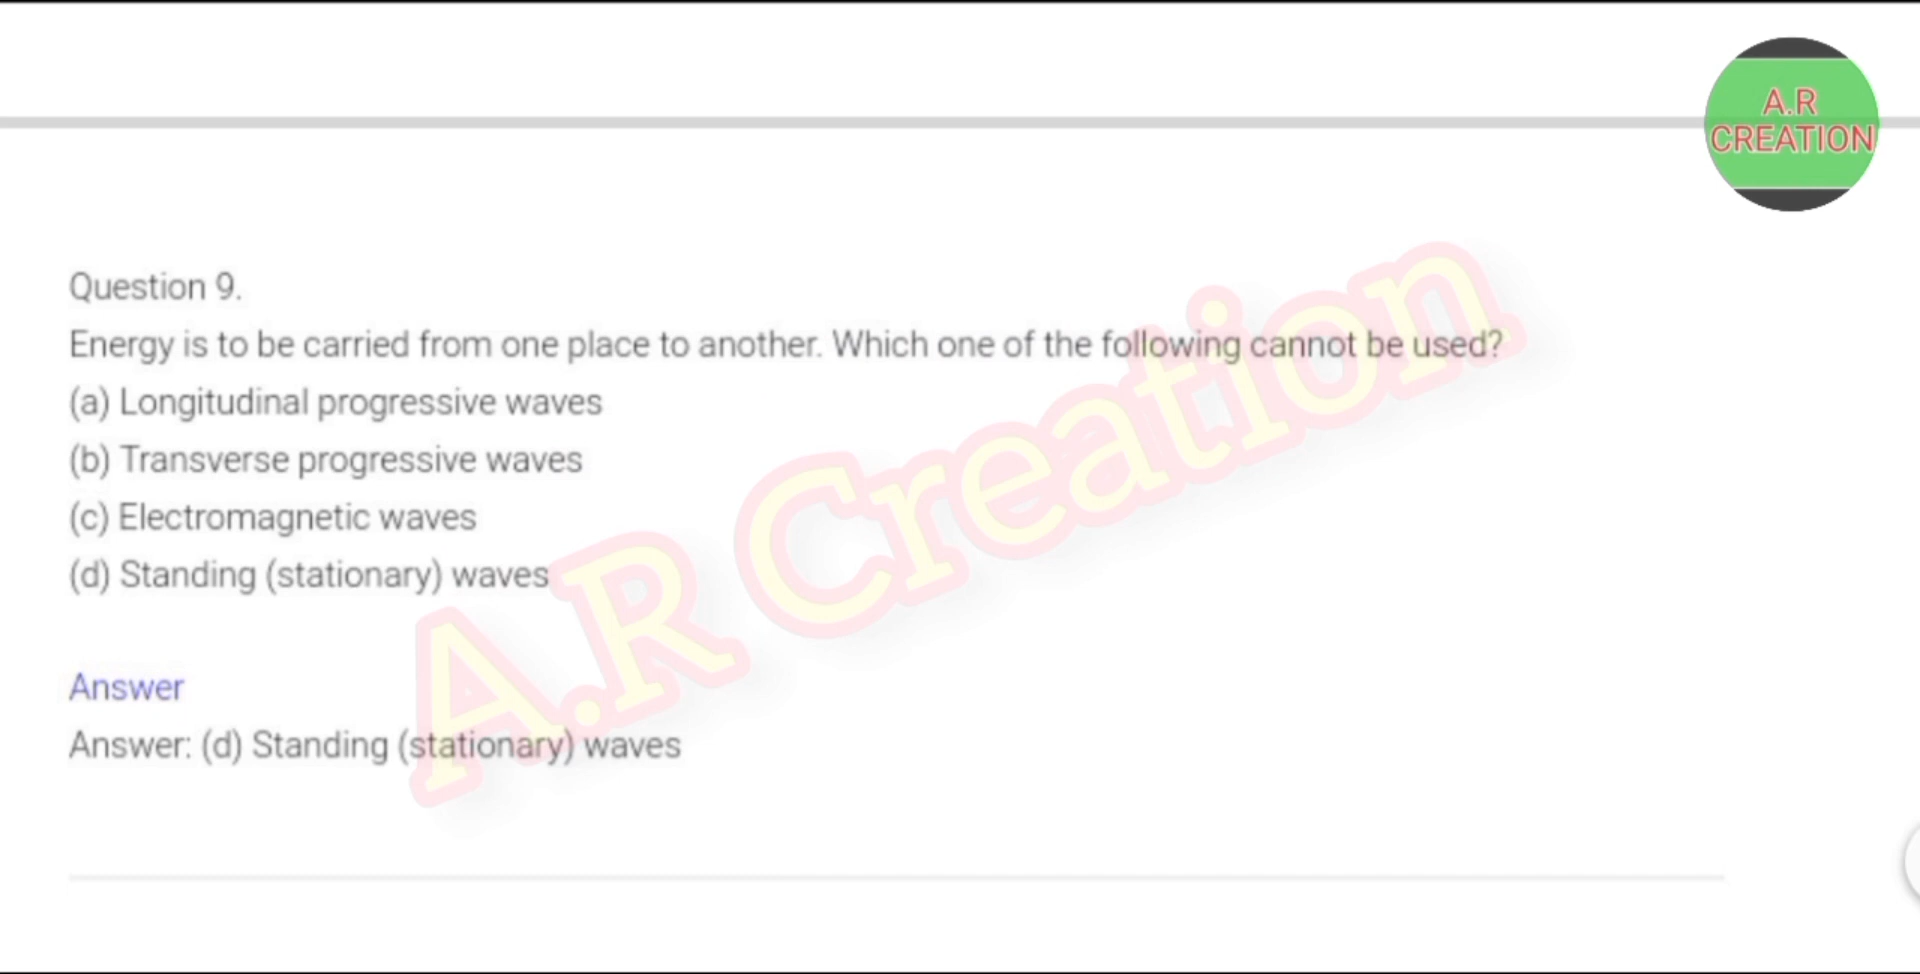 A.R
CREATION
Question 9.
Energy is to be carried from one place to another. Which one of the following cannot be used?
(a) Longitudinal progressive waves
(b) Transverse progressive waves
(c) Electromagnetic waves
(d) Standing (stationary) waves
A.R Creation
Answer
Answer: (d) Standing (stationary) waves